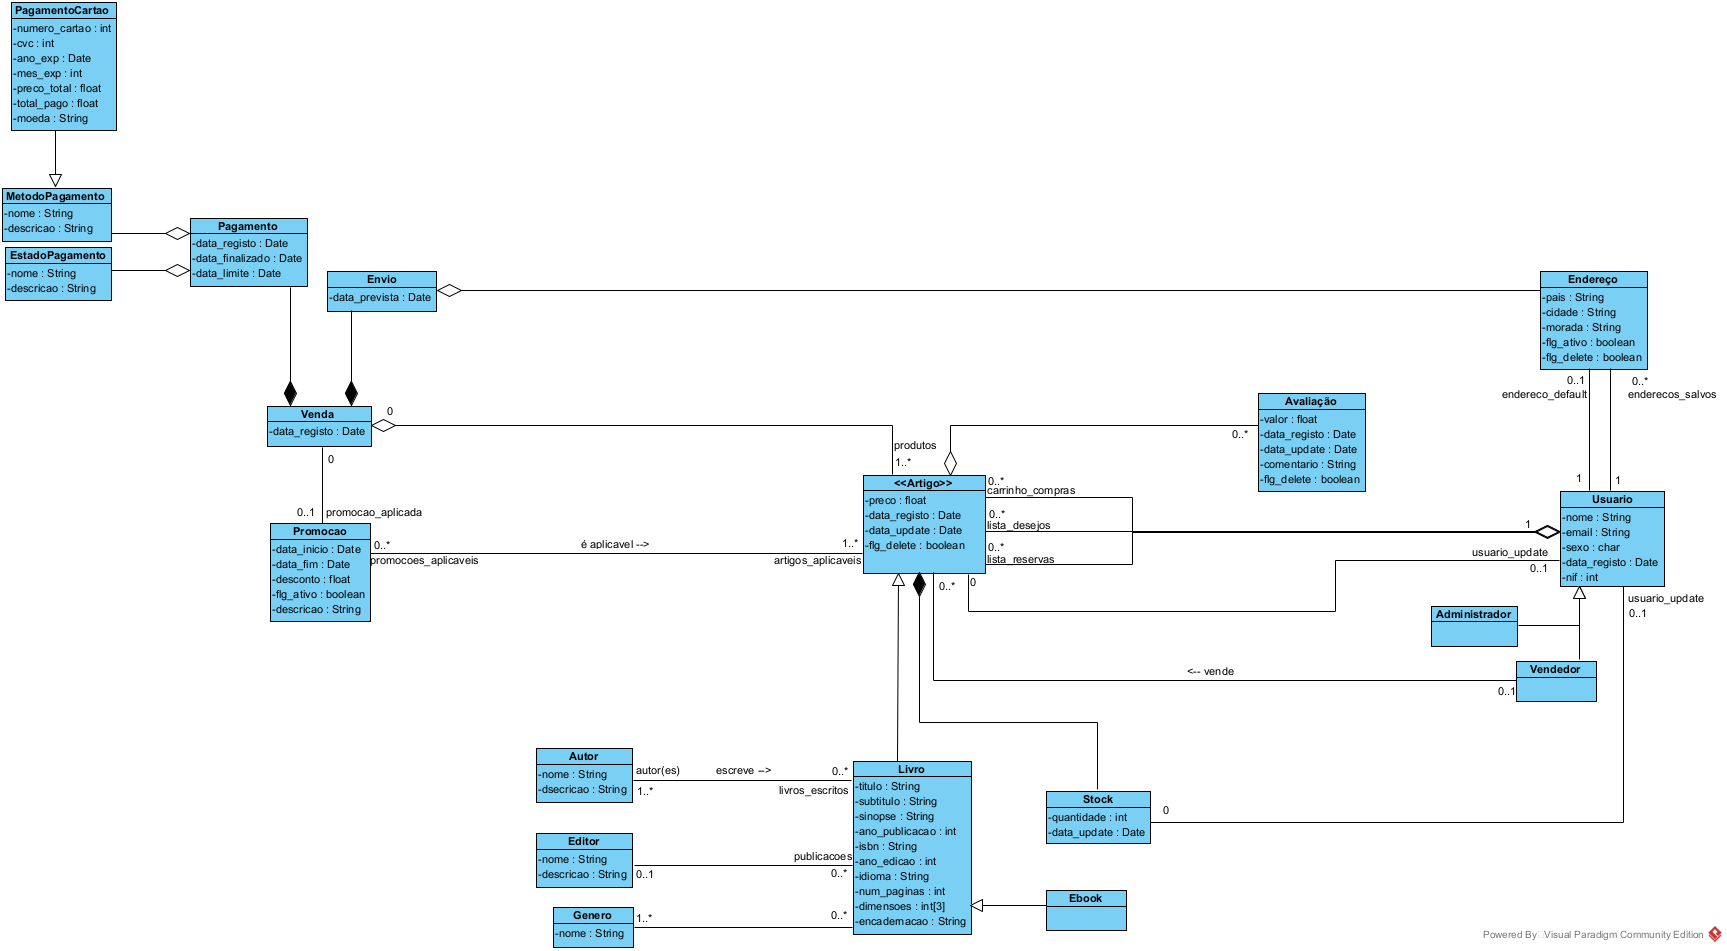 PagamentoCartao
-numero_cartao : int
-cvc : int
-ano_exp : Date
-mes_exp : int
-preco_total : float
-total_pago : float
-moeda : String
MetodoPagamento
-nome : String
-descricao : String
EstadoPagamento
-nome : String
-descricao : String
Pagamento
-data_registo : Date
-data_finalizado : Date
-data_limite : Date
Envio
-data_prevista : Date
Endereço
-pais : String
-cidade : String
-morada : String
-flg_ativo : boolean
-flg_delete : boolean
0..1
endereco_default
0..*
enderecos_salvos
1
1
Venda
-data_registo : Date
0
0
produtos
1..*
0..1
promocao_aplicada
Promocao
-data_inicio : Date
-data_fim : Date
-desconto : float
-flg_ativo : boolean
-descricao : String
0..*
promocoes_aplicaveis
é aplicavel -->
1..*
artigos_aplicaveis
Avaliação
-valor : float
-data_registo : Date
-data_update : Date
-comentario : String
-flg_delete : boolean
0..*
<<Artigo>>
-preco : float
-data_registo : Date
-data_update : Date
-flg_delete : boolean
0..*
carrinho_compras
0..*
lista_desejos
0..*
lista_reservas
0..*
0
1
Usuario
-nome : String
-email : String
-sexo : char
-data_registo : Date
-nif : int
usuario_update
0..1
usuario_update
0..1
Administrador
Vendedor
<-- vende
0..1
Autor
-nome : String
-dsecricao : String
autor(es)
1..*
escreve -->
0..*
livros_escritos
Editor
-nome : String
-descricao : String
0..1
publicacoes
0..*
Genero
-nome : String
1..*
0..*
Livro
-titulo : String
-subtitulo : String
-sinopse : String
-ano_publicacao : int
-isbn : String
-ano_edicao : int
-idioma : String
-num_paginas : int
-dimensoes : int[3]
-encadernacao : String
Stock
-quantidade : int
-data_update : Date
0
Ebook
Powered By Visual Paradigm Community Edition